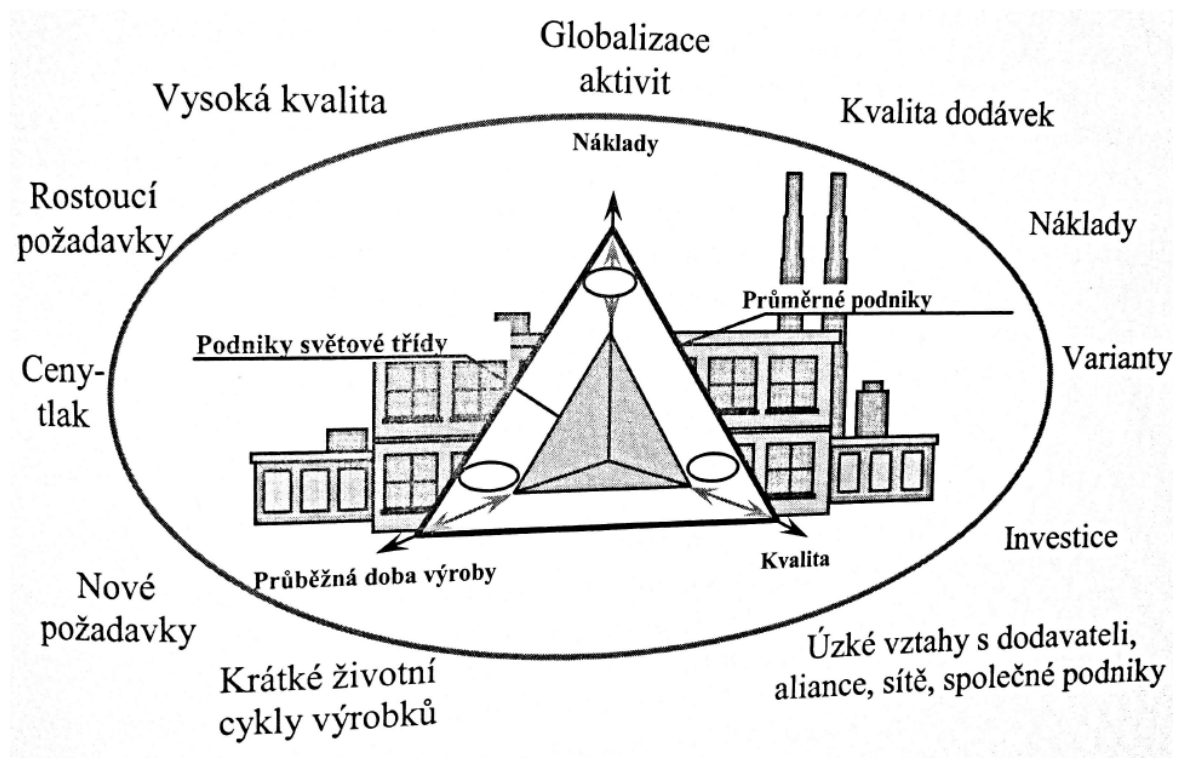 Globalizace
aktivit
Vysoká kvalita
Kvalita dodávek
Náklady
Rostoucí
požadavky
Náklady
Průměrné podniky
Podniky světové třídy
Ceny-
tlak
Varianty
Investice
Kvalita
Průběžná doba výroby
Nové
požadavky
Úzké vztahy s dodavateli,
aliance, sítě, společné podniky
Krátké životní
cykly výrobků